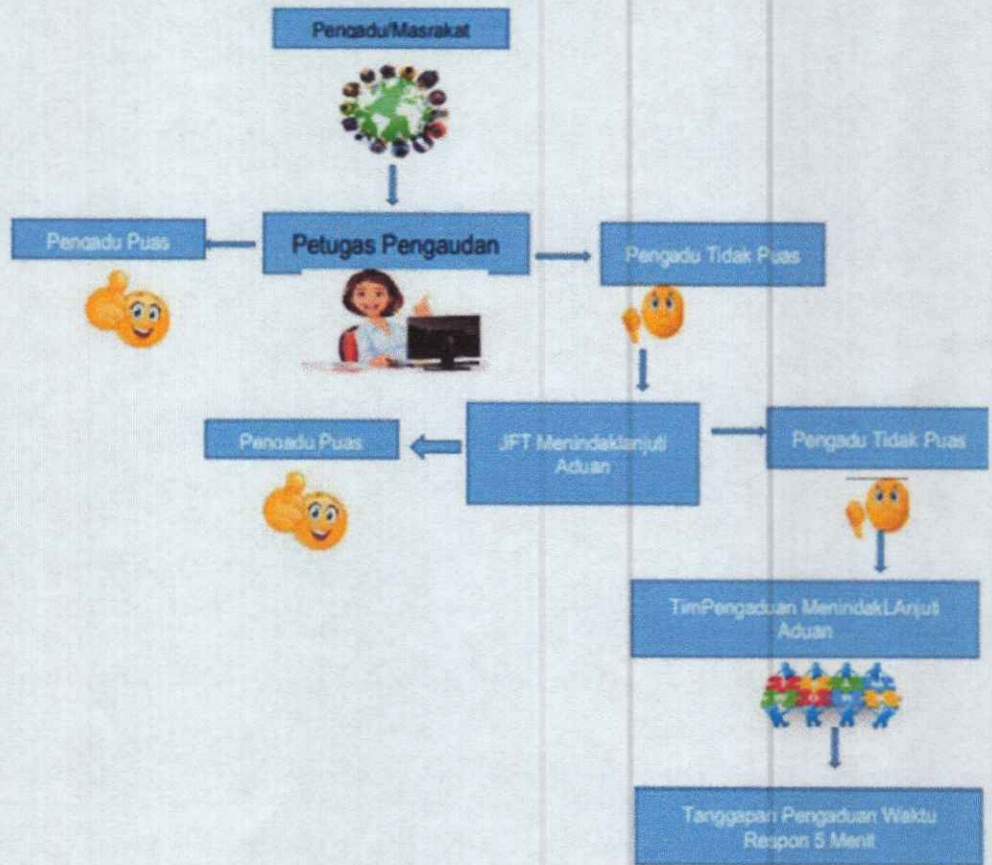 Pengadu/Masrakat
Pengadu Puas
Petugas Pengaudan
Pengadu Tidak Puas
Pengadu Puas
JFT Menindaklanjuti
Aduan
Pengadu Tidak Puas
TimPengaduan MenindakLAnjuti
Aduan
Tanggapan Pengaduan Waktu
Respon 5 Menit